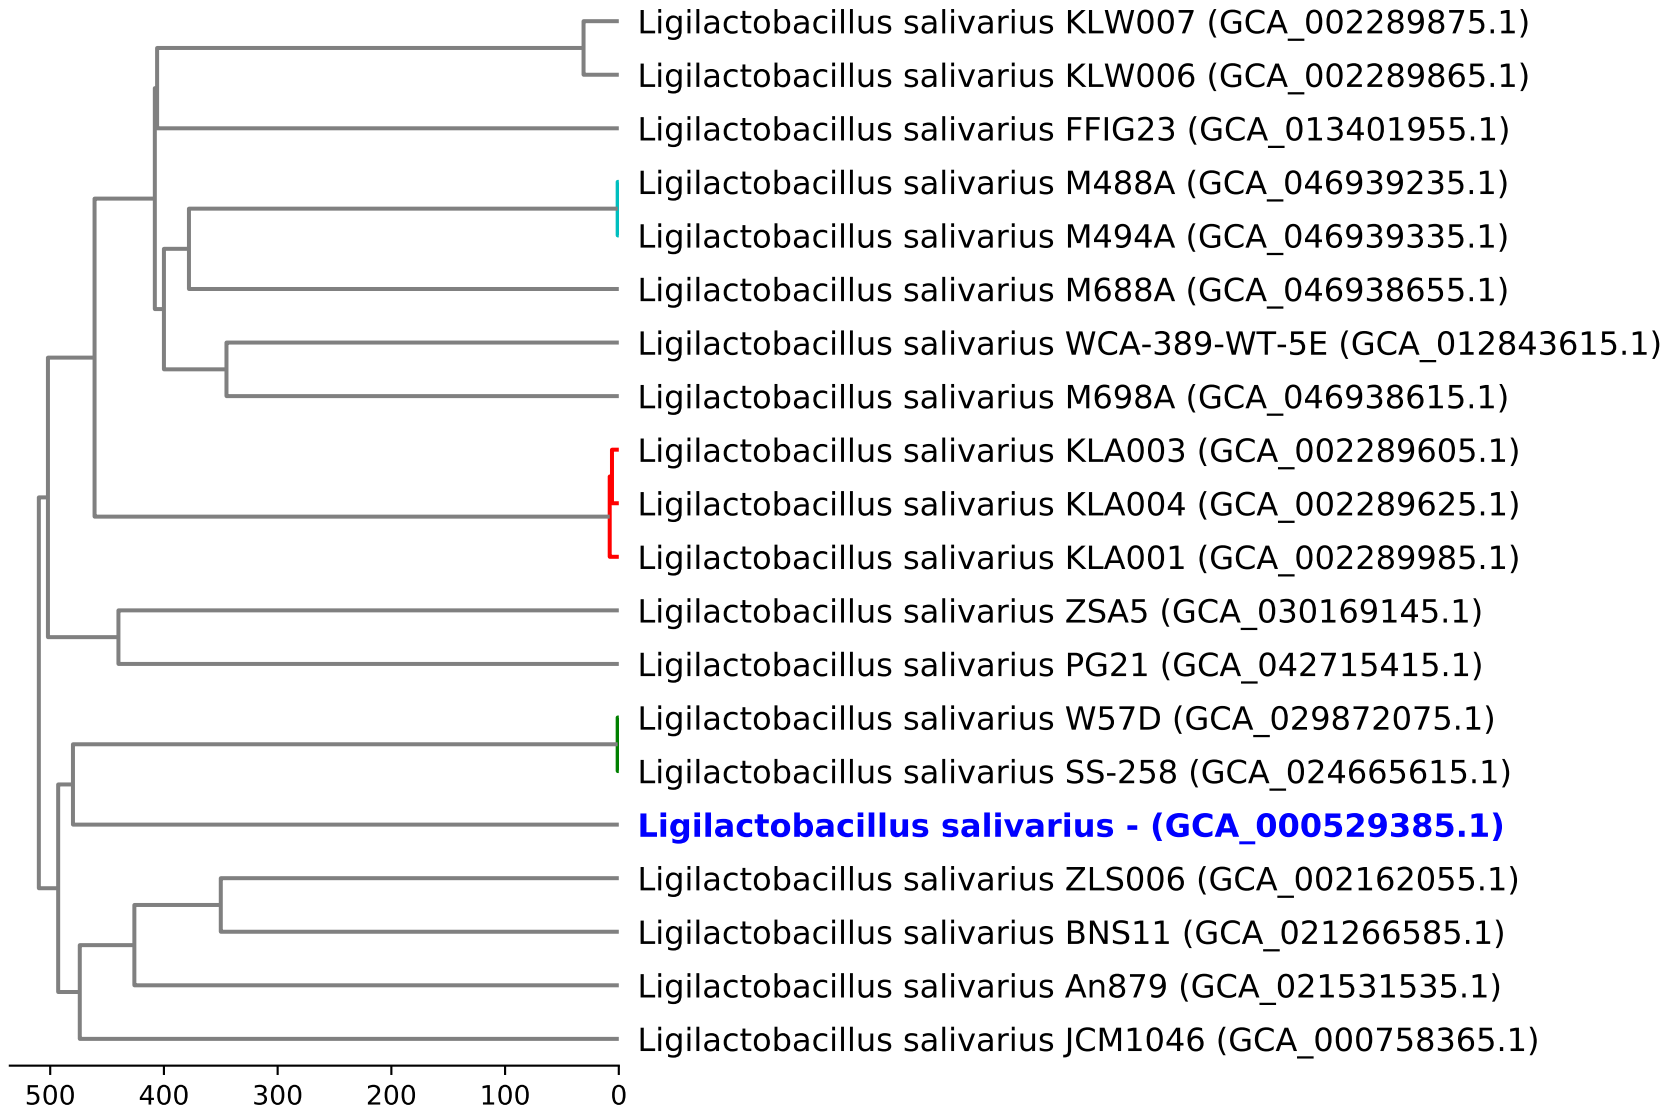 Ligilactobacillus salivarius KLW007 (GCA_002289875.1)
Ligilactobacillus salivarius KLW006 (GCA_002289865.1)
Ligilactobacillus salivarius FFIG23 (GCA_013401955.1)
Ligilactobacillus salivarius M488A (GCA_046939235.1)
Ligilactobacillus salivarius M494A (GCA_046939335.1)
Ligilactobacillus salivarius M688A (GCA_046938655.1)
Ligilactobacillus salivarius WCA-389-WT-5E (GCA_012843615.1)
Ligilactobacillus salivarius M698A (GCA_046938615.1)
Ligilactobacillus salivarius KLA003 (GCA_002289605.1)
Ligilactobacillus salivarius KLA004 (GCA_002289625.1)
Ligilactobacillus salivarius KLA001 (GCA_002289985.1)
Ligilactobacillus salivarius ZSA5 (GCA_030169145.1)
Ligilactobacillus salivarius PG21 (GCA_042715415.1)
Ligilactobacillus salivarius W57D (GCA_029872075.1)
Ligilactobacillus salivarius SS-258 (GCA_024665615.1)
Ligilactobacillus salivarius - (GCA_000529385.1)
Ligilactobacillus salivarius ZLS006 (GCA_002162055.1)
Ligilactobacillus salivarius BNS11 (GCA_021266585.1)
Ligilactobacillus salivarius An879 (GCA_021531535.1)
Ligilactobacillus salivarius JCM1046 (GCA_000758365.1)
500 400 300 200 100 0